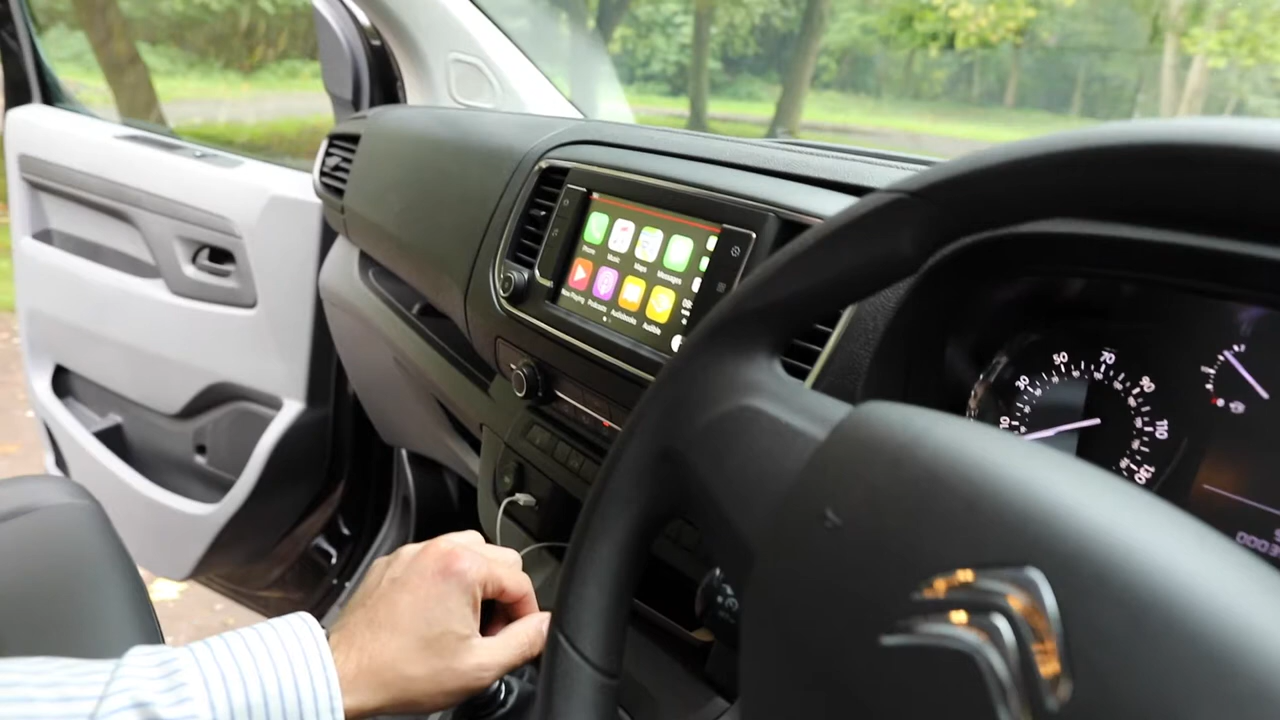 Phone Music Maps Messages
Now Playing Podcasts Audiobooks Audible
10 30 50 70 90 110 130